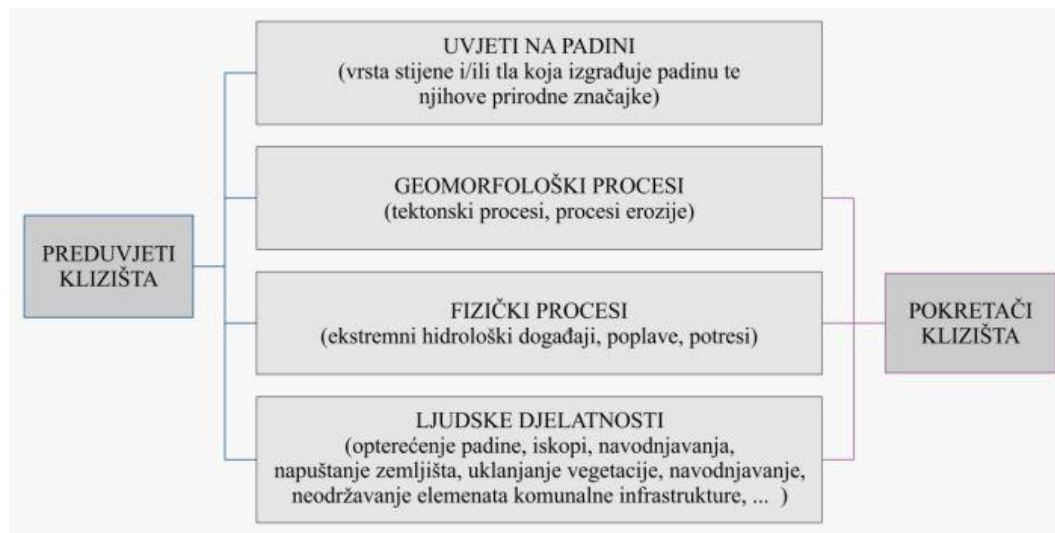 UVJETI NA PADINI
(vrsta stijene i/ili tla koja izgrađuje padinu te
njihove prirodne značajke)
GEOMORFOLOŠKI PROCESI
(tektonski procesi, procesi erozije)
PREDUVJETI
KLIZIŠTA
FIZIČKI PROCESI
(ekstremni hidrološki događaji, poplave, potresi)
POKRETAČI
KLIZIŠTA
LJUDSKE DJELATNOSTI
(opterećenje padine, iskopi, navodnjavanja,
napuštanje zemljišta, uklanjanje vegetacije, navodnjavanje,
neodržavanje elemenata komunalne infrastrukture, ... )